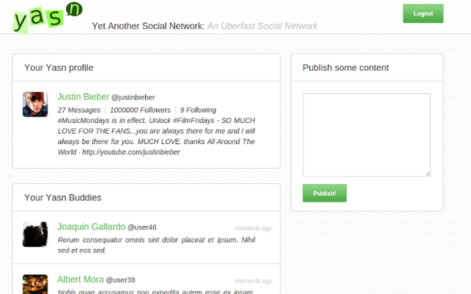 yasn
Yet Another Social Network: An Uberfast Social Network
Logout
Your Yasn profile
Justin Bieber @justinbieber
27 Messages 1000000 Followers 9 Following
#MusicMondays is in effect. Unlock #FilmFridays - SO MUCH
LOVE FOR THE FANS...you are always there for me and I will
always be there for you. MUCH LOVE. thanks All Around The
World - http://youtube.com/justinbieber
Publish some content
Publish!
Your Yasn Buddies
Joaquin Gallardo @user46
moments ago
Rerum consequatur omnis sint dolor placeat et ipsum. Nihil
sed et eos sed.
Albert Mora @user38
moments ago
Nobis quae accusamus non expedita autem esse ex ipsam